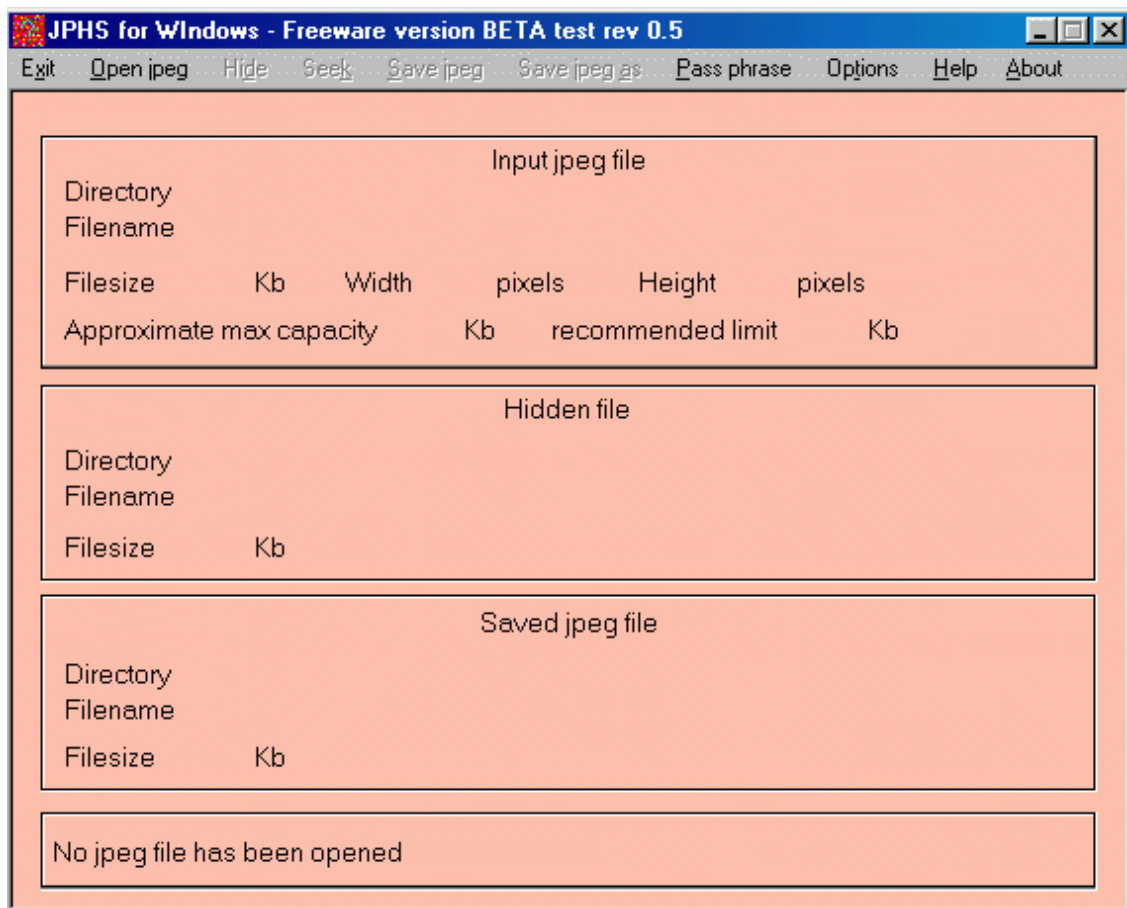 JPHS for WIndows - Freeware version BETA test rev 0.5
Exit Open jpeg Hide Seek Save jpeg Save jpeg as Pass phrase Options Help About
Input jpeg file
Directory
Filename
Filesize Kb Width pixels Height pixels
Approximate max capacity Kb recommended limit Kb
Hidden file
Directory
Filename
Filesize Kb
Saved jpeg file
Directory
Filename
Filesize Kb
No jpeg file has been opened